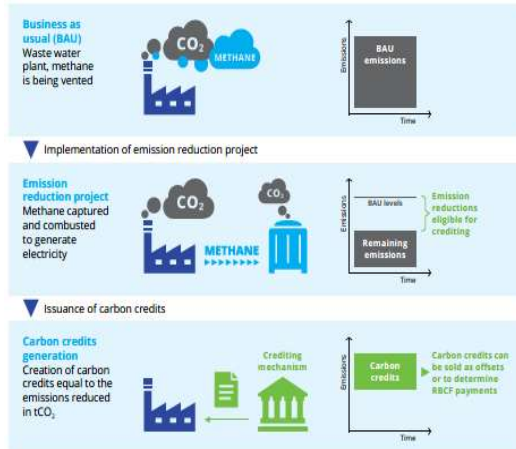 Business as
usual (BAU)
Waste water
plant, methane
is being vented
CO2
METHANE
Emissions
BAU
emissions
Time
Implementation of emission reduction project
Emission
reduction project
Methane captured
and combusted
to generate
electricity
CO2
CO2
METHANE
Emissions
BAU levels
Remaining
emissions
Time
Emission
reductions
eligible for
crediting
Issuance of carbon credits
Carbon credits
generation
Creation of carbon
credits equal to the
emissions reduced
in tCO2
Crediting
mechanism
Emissions
Carbon
credits
Time
Carbon credits can
be sold as offsets
or to determine
RBCF payments